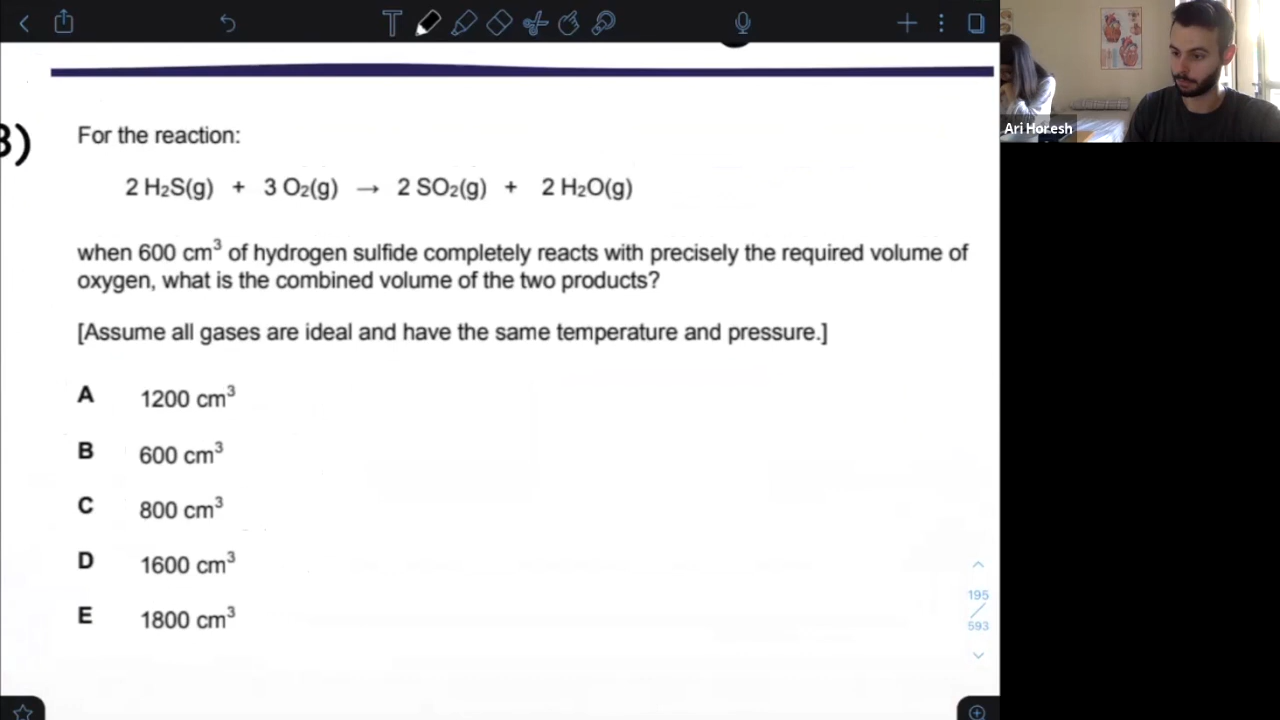 Ari Horesh
3)
For the reaction:
2 H₂S(g) + 3 O₂(g) → 2 SO₂(g) + 2 H₂O(g)
when 600 cm³ of hydrogen sulfide completely reacts with precisely the required volume of
oxygen, what is the combined volume of the two products?
[Assume all gases are ideal and have the same temperature and pressure.]
A 1200 cm³
B 600 cm³
C 800 cm³
D 1600 cm³
E 1800 cm³
195
593